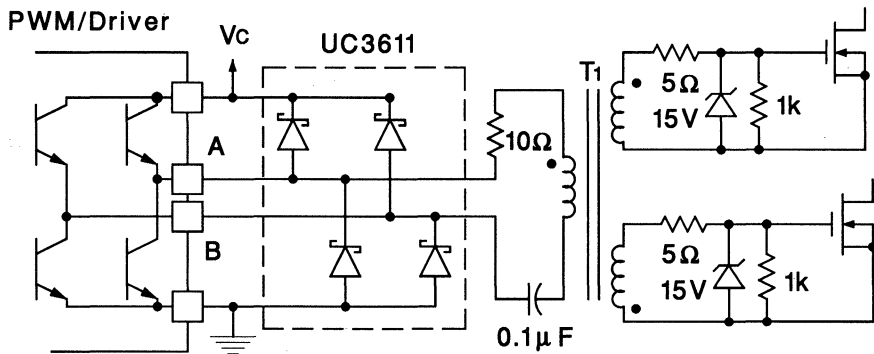 PWM/Driver
Vc
UC3611
A
B
10Ω
0.1μF
T1
5Ω
15V
1k
5Ω
15V
1k